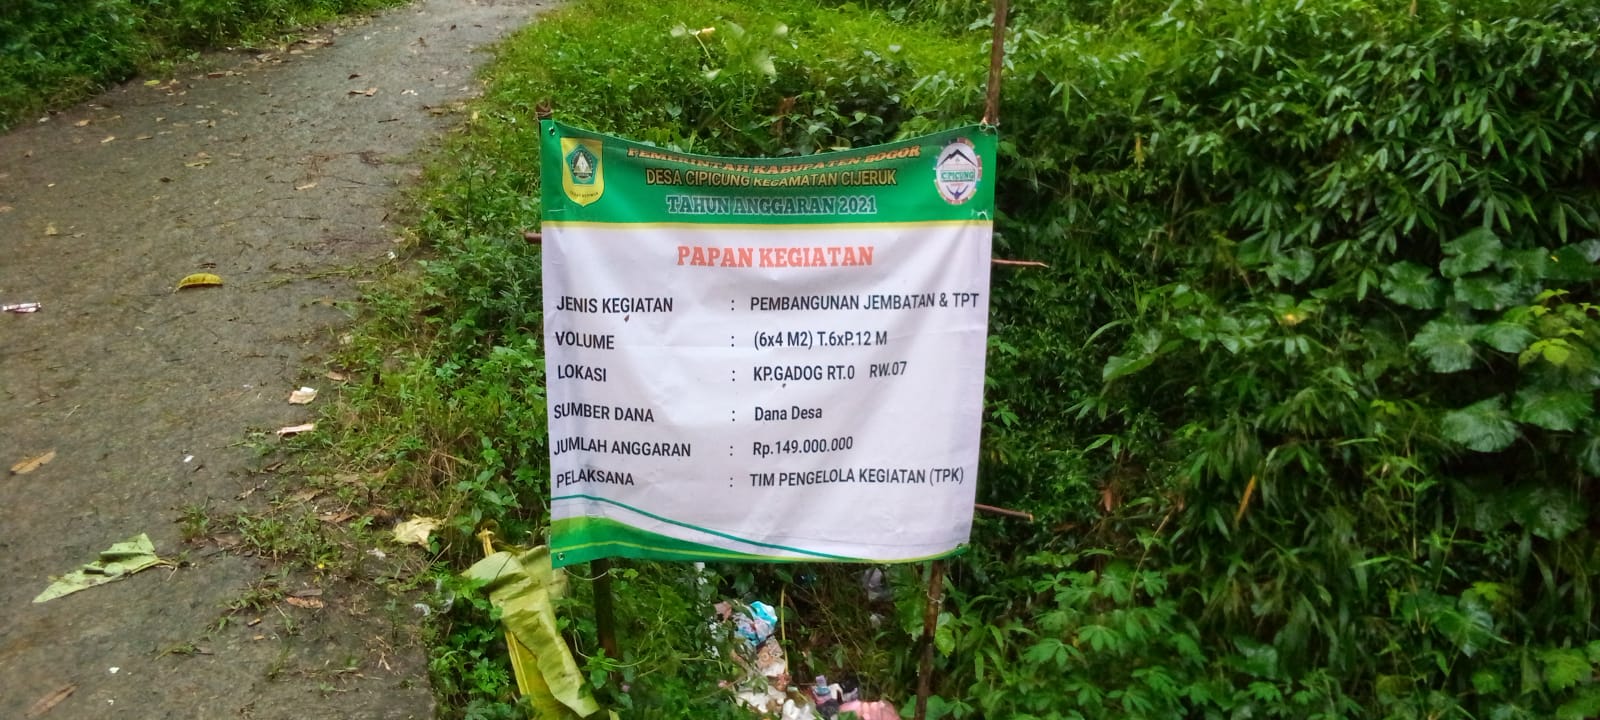 PEMERINTAH KABUPATEN BOGOR
DESA CIPICUNG KECAMATAN CIJERUK
TAHUN ANGGARAN 2021
CIPICUNG
PAPAN KEGIATAN
JENIS KEGIATAN : PEMBANGUNAN JEMBATAN & TPT
VOLUME : (6x4 M2) T.6xP.12 M
LOKASI : KP.GADOG RT.0 RW.07
SUMBER DANA : Dana Desa
JUMLAH ANGGARAN : Rp.149.000.000
PELAKSANA : TIM PENGELOLA KEGIATAN (TPK)